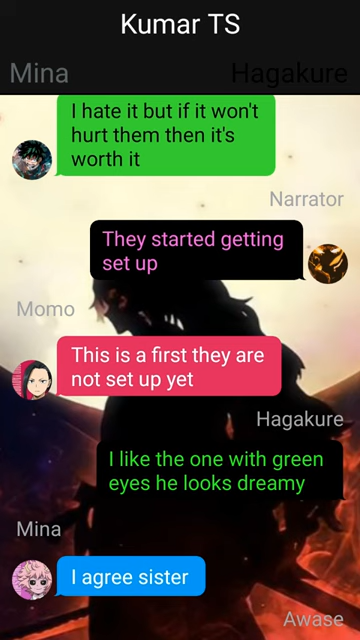 Kumar TS
Mina
Hagakure
I hate it but if it won't
hurt them then it's
worth it
Narrator
They started getting
set up
Momo
This is a first they are
not set up yet
Hagakure
I like the one with green
eyes he looks dreamy
Mina
I agree sister
Awase